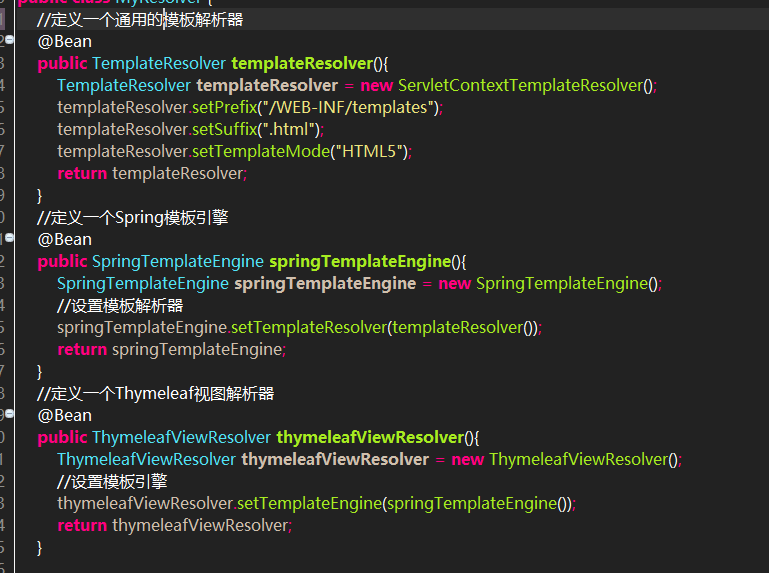 public class MyResolver {
//定义一个通用的模板解析器
@Bean
public TemplateResolver templateResolver(){
TemplateResolver templateResolver = new ServletContextTemplateResolver();
templateResolver.setPrefix("/WEB-INF/templates");
templateResolver.setSuffix(".html");
templateResolver.setTemplateMode("HTML5");
return templateResolver;
}
//定义一个Spring模板引擎
@Bean
public SpringTemplateEngine springTemplateEngine(){
SpringTemplateEngine springTemplateEngine = new SpringTemplateEngine();
//设置模板解析器
springTemplateEngine.setTemplateResolver(templateResolver());
return springTemplateEngine;
}
//定义一个Thymeleaf视图解析器
@Bean
public ThymeleafViewResolver thymeleafViewResolver(){
ThymeleafViewResolver thymeleafViewResolver = new ThymeleafViewResolver();
//设置模板引擎
thymeleafViewResolver.setTemplateEngine(springTemplateEngine());
return thymeleafViewResolver;
}